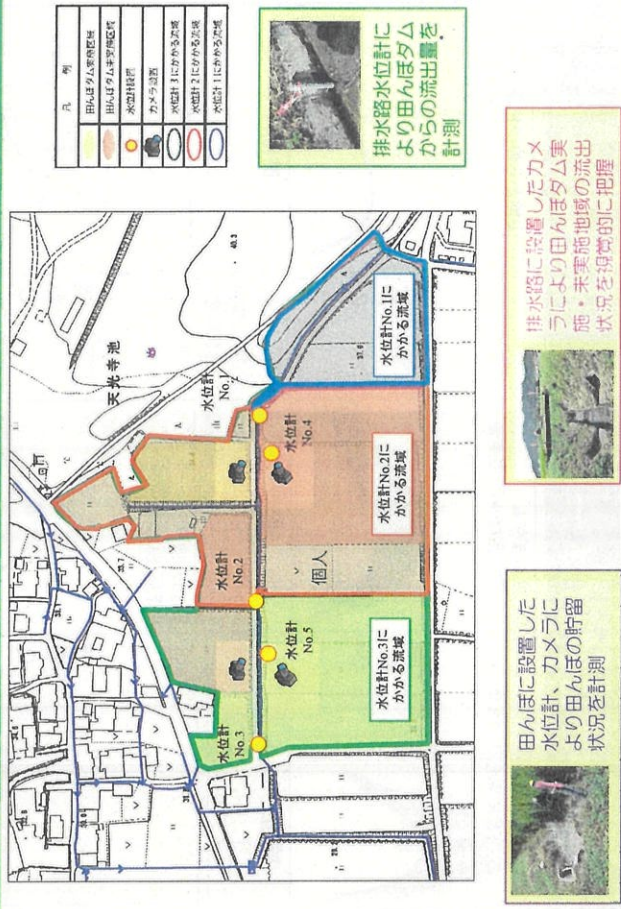 凡　例
田んぼダム実施区域
田んぼダム未実施区域
水位計設置
カメラ設置
水位計3にかかる流域
水位計2にかかる流域
水位計1にかかる流域
排水路水位計に
より田んぼダム
からの流出量を
計測
天光寺池
水位計
No.1
水位計
No.4
水位計
No.2
個人
水位計
No.5
水位計
No.3
水位計No.1に
かかる流域
水位計No.2に
かかる流域
水位計No.3に
かかる流域
40.3
37.6
排水路に設置したカメ
ラにより田んぼダム実
施・未実施地域の流出
状況を視覚的に把握
田んぼに設置した
水位計、カメラに
より田んぼの貯留
状況を計測